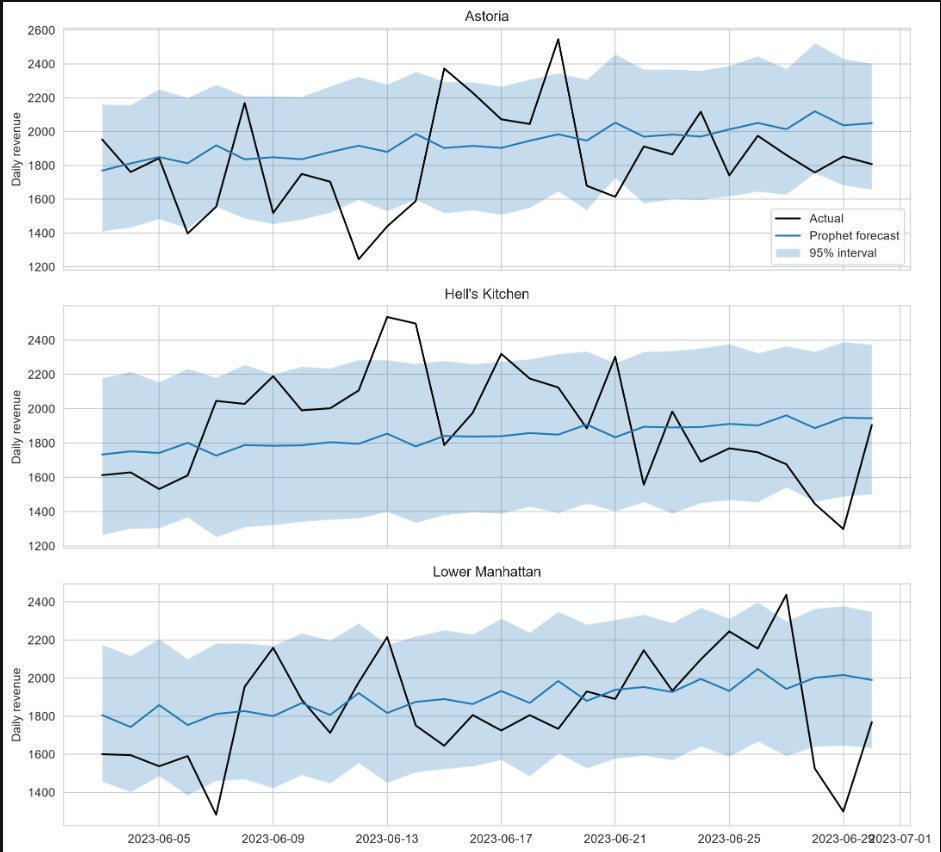 Astoria
2600
2400
2200
2000
1800
1600
1400
1200
Daily revenue
Actual
Prophet forecast
95% interval
Hell's Kitchen
2400
2200
2000
1800
1600
1400
1200
Daily revenue
Lower Manhattan
2400
2200
2000
1800
1600
1400
Daily revenue
2023-06-05 2023-06-09 2023-06-13 2023-06-17 2023-06-21 2023-06-25 2023-06-29 2023-07-01